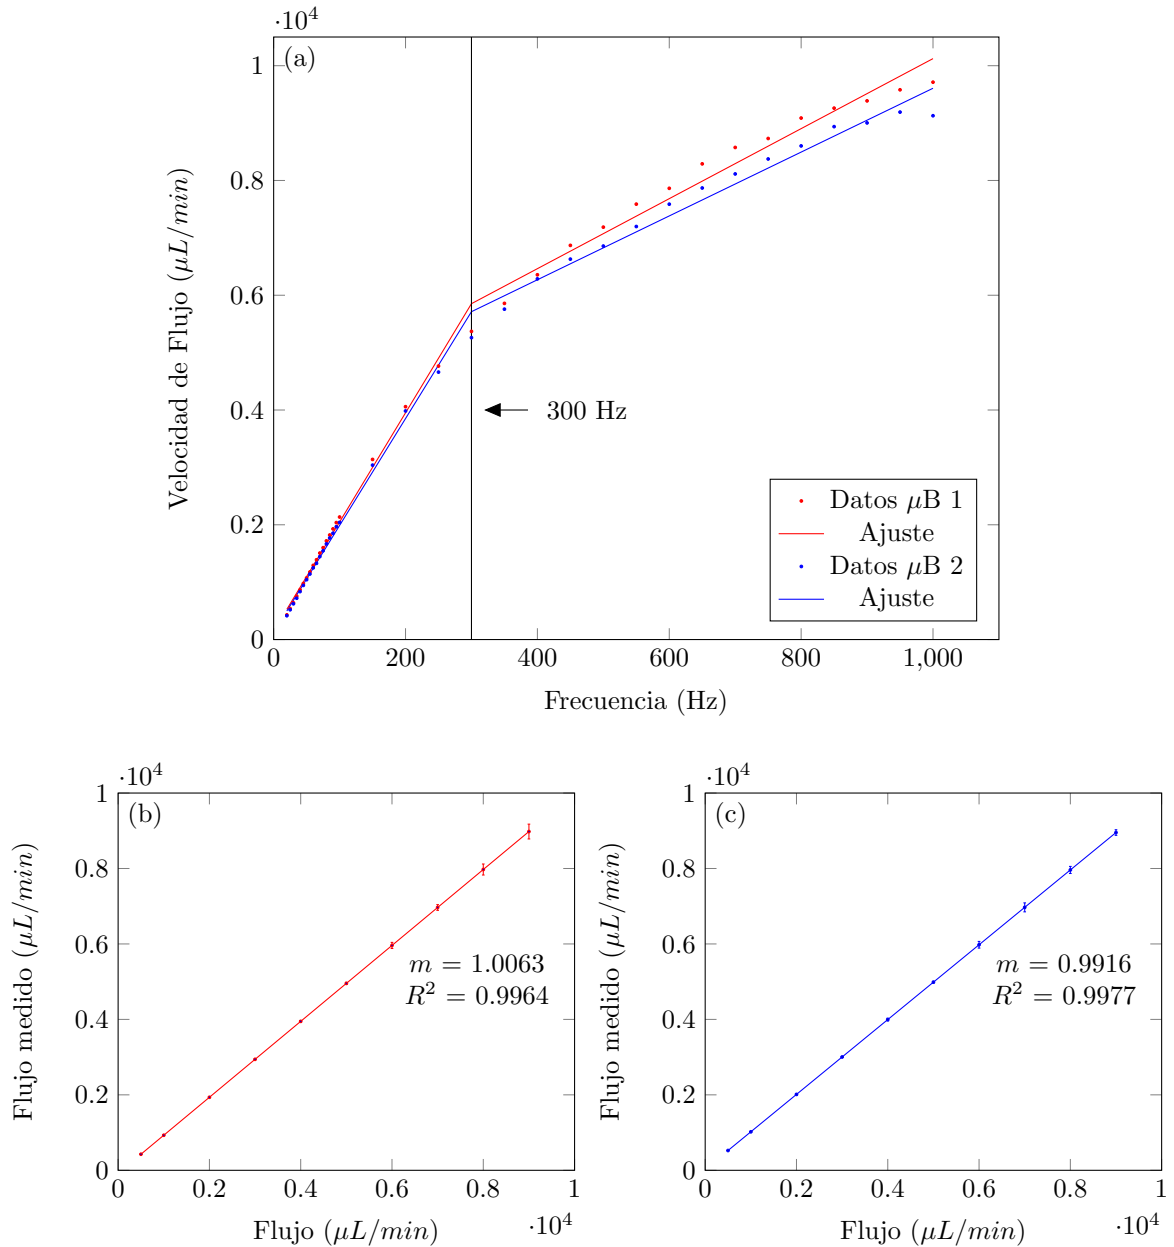 ·10⁴
(a)
1
0.8
0.6
0.4
0.2
0
Velocidad de Flujo (μL/min)
300 Hz
Datos μB 1
Ajuste
Datos μB 2
Ajuste
0 200 400 600 800 1,000
Frecuencia (Hz)
·10⁴
(b)
1
0.8
0.6
0.4
0.2
0
Flujo medido (μL/min)
m = 1.0063
R² = 0.9964
0 0.2 0.4 0.6 0.8 1
·10⁴
Flujo (μL/min)
·10⁴
(c)
1
0.8
0.6
0.4
0.2
0
Flujo medido (μL/min)
m = 0.9916
R² = 0.9977
0 0.2 0.4 0.6 0.8 1
·10⁴
Flujo (μL/min)